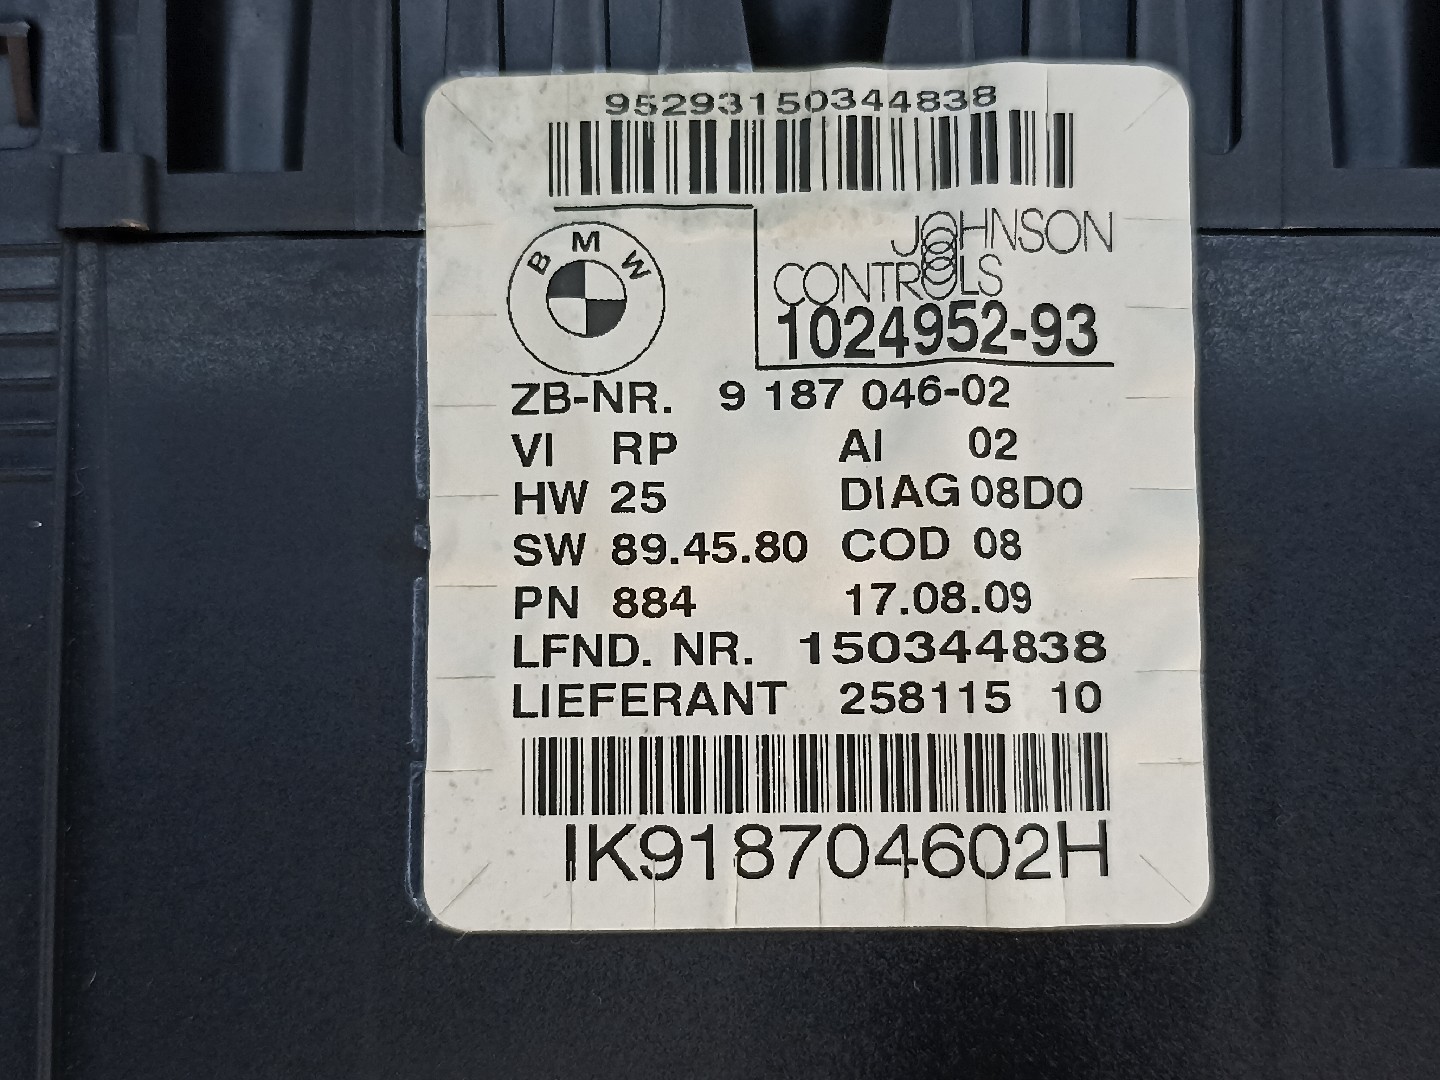 95293150344838
BMW
JOHNSON
CONTROLS
1024952-93
ZB-NR. 9 187 046-02
VI RP AI 02
HW 25 DIAG 08D0
SW 89.45.80 COD 08
PN 884 17.08.09
LFND. NR. 150344838
LIEFERANT 258115 10
IK918704602H